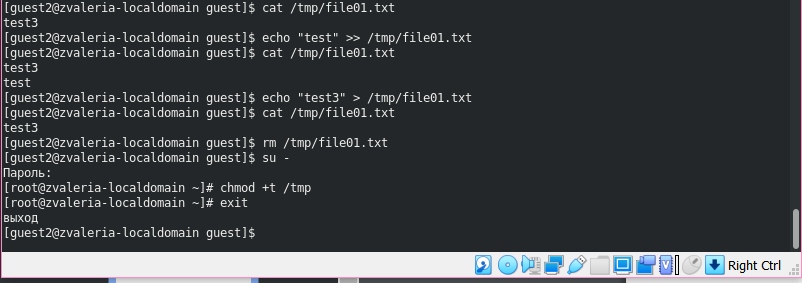 [guest2@zvaleria-localdomain guest]$ cat /tmp/file01.txt
test3
[guest2@zvaleria-localdomain guest]$ echo "test" >> /tmp/file01.txt
[guest2@zvaleria-localdomain guest]$ cat /tmp/file01.txt
test3
test
[guest2@zvaleria-localdomain guest]$ echo "test3" > /tmp/file01.txt
[guest2@zvaleria-localdomain guest]$ cat /tmp/file01.txt
test3
[guest2@zvaleria-localdomain guest]$ rm /tmp/file01.txt
[guest2@zvaleria-localdomain guest]$ su -
Пароль:
[root@zvaleria-localdomain ~]# chmod +t /tmp
[root@zvaleria-localdomain ~]# exit
выход
[guest2@zvaleria-localdomain guest]$
Right Ctrl